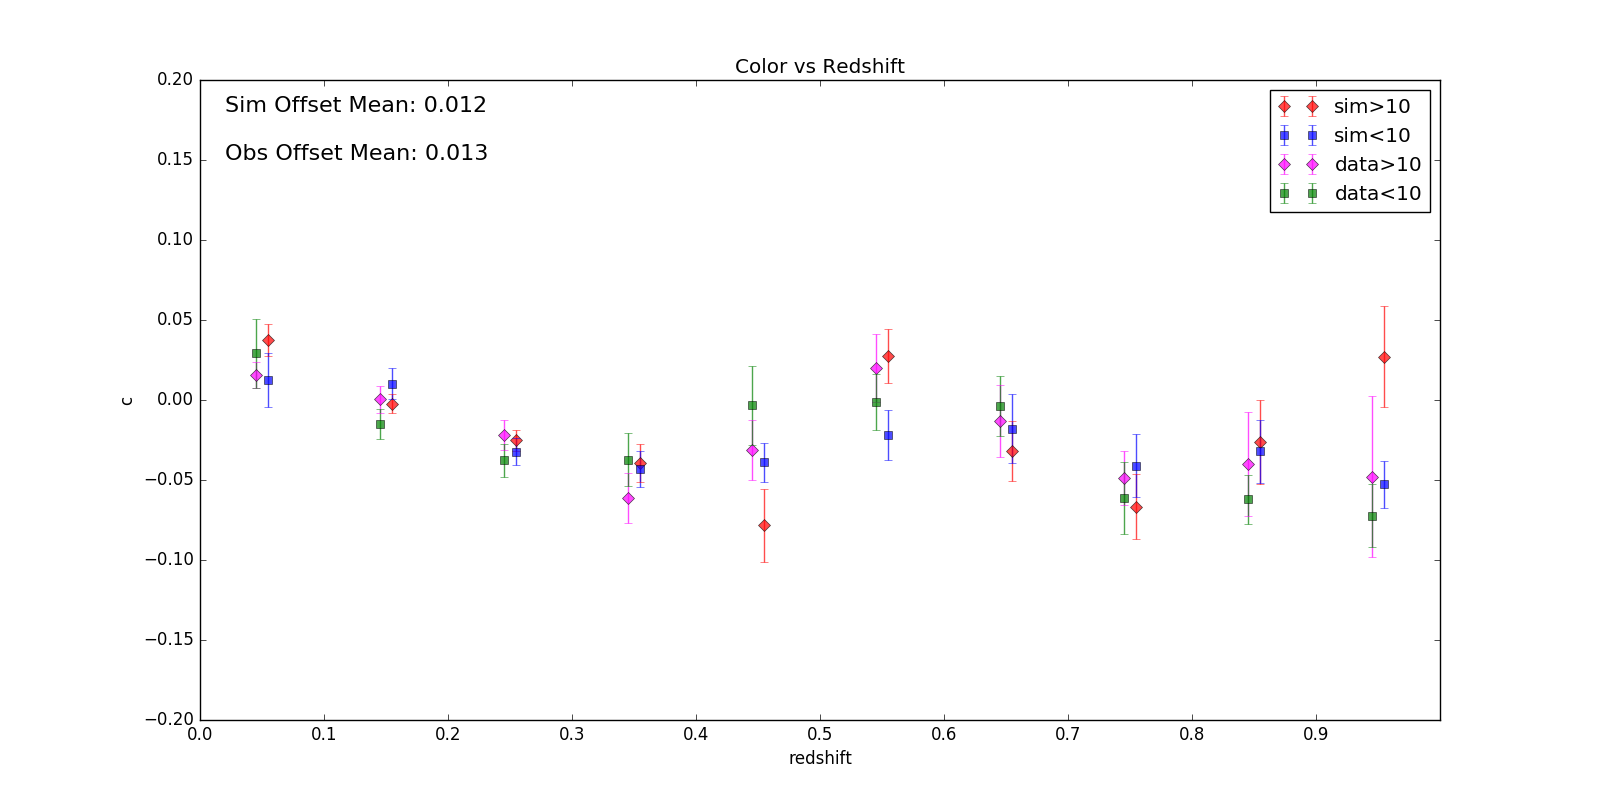 Color vs Redshift
Sim Offset Mean: 0.012
Obs Offset Mean: 0.013
sim>10
sim<10
data>10
data<10
0.20
0.15
0.10
0.05
0.00
−0.05
−0.10
−0.15
−0.20
c
0.0 0.1 0.2 0.3 0.4 0.5 0.6 0.7 0.8 0.9
redshift